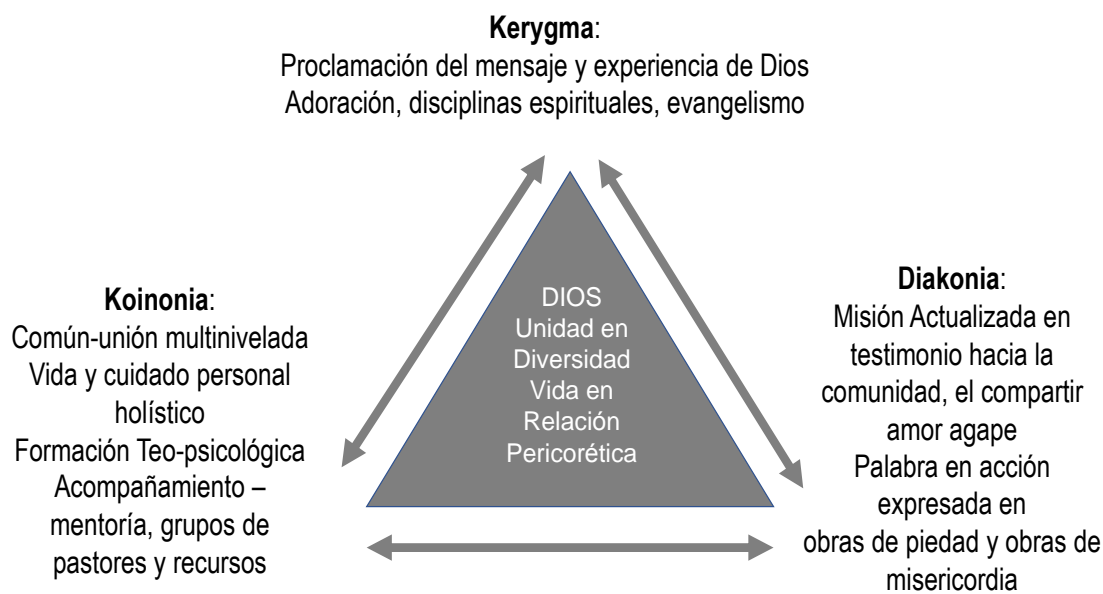 Kerygma:
Proclamación del mensaje y experiencia de Dios
Adoración, disciplinas espirituales, evangelismo
Koinonia:
Común-unión multinivelada
Vida y cuidado personal
holístico
Formación Teo-psicológica
Acompañamiento –
mentoría, grupos de
pastores y recursos
DIOS
Unidad en
Diversidad
Vida en
Relación
Pericorética
Diakonia:
Misión Actualizada en
testimonio hacia la
comunidad, el compartir
amor agape
Palabra en acción
expresada en
obras de piedad y obras de
misericordia